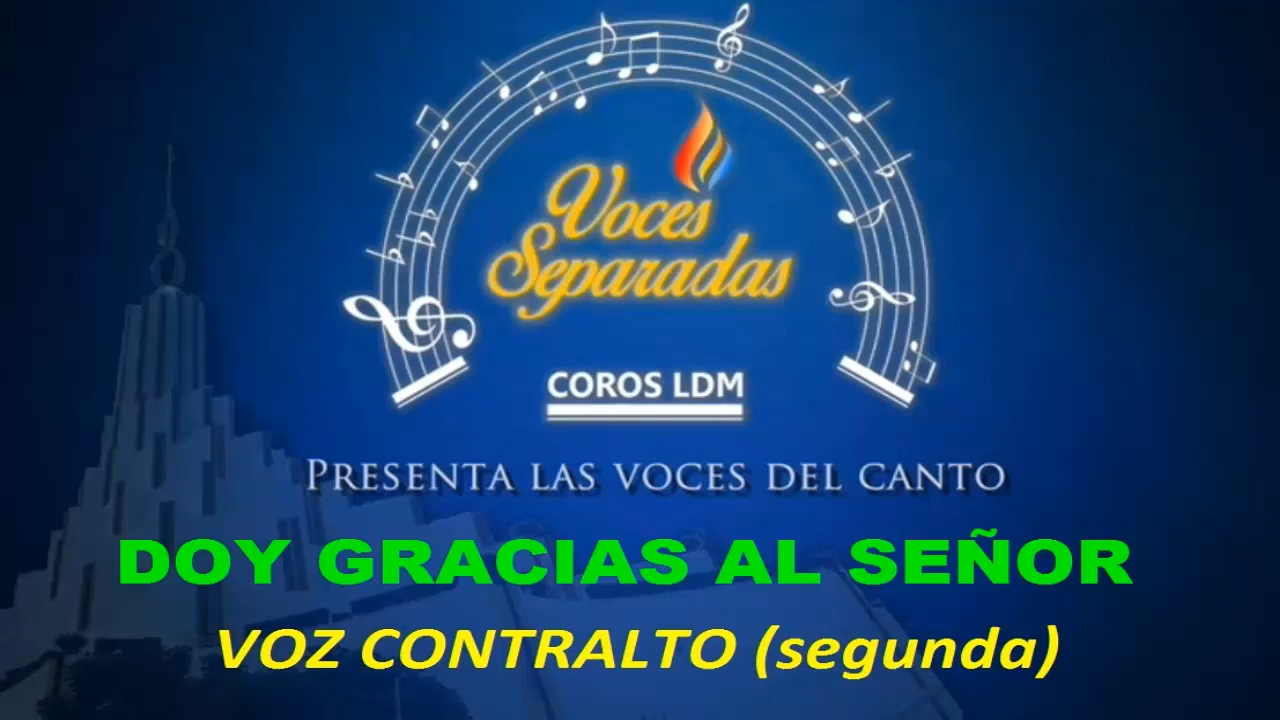 Voces
Separadas
COROS LDM
PRESENTA LAS VOCES DEL CANTO
DOY GRACIAS AL SEÑOR
VOZ CONTRALTO (segunda)